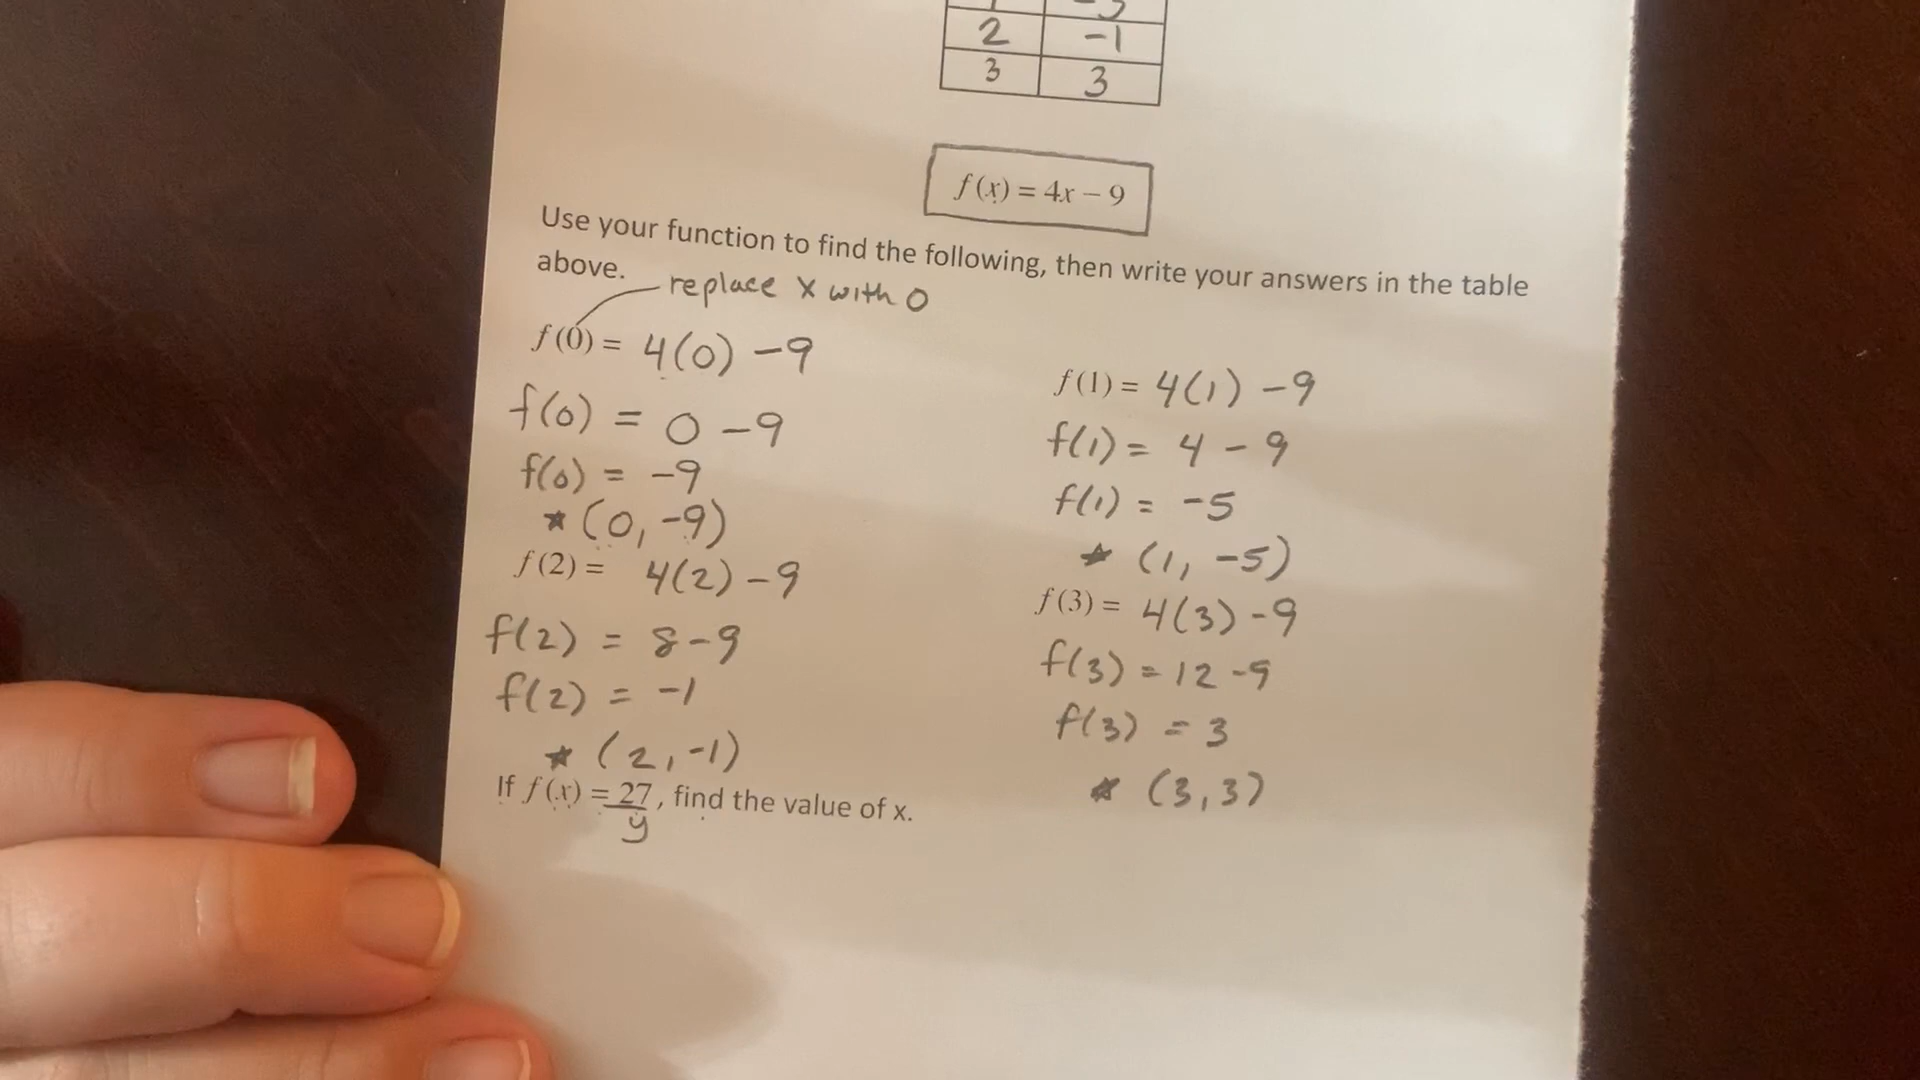 2 -1
3 3
f(x) = 4x – 9
Use your function to find the following, then write your answers in the table
above.
replace x with 0
f(0) = 4(0) -9
f(0) = 0 -9
f(0) = -9
* (0, -9)
f(2) = 4(2) -9
f(2) = 8-9
f(2) = -1
* (2, -1)
If f(x) = 27, find the value of x.
y
f(1) = 4(1) -9
f(1) = 4 - 9
f(1) = -5
* (1, -5)
f(3) = 4(3) -9
f(3) = 12 -9
f(3) = 3
* (3,3)